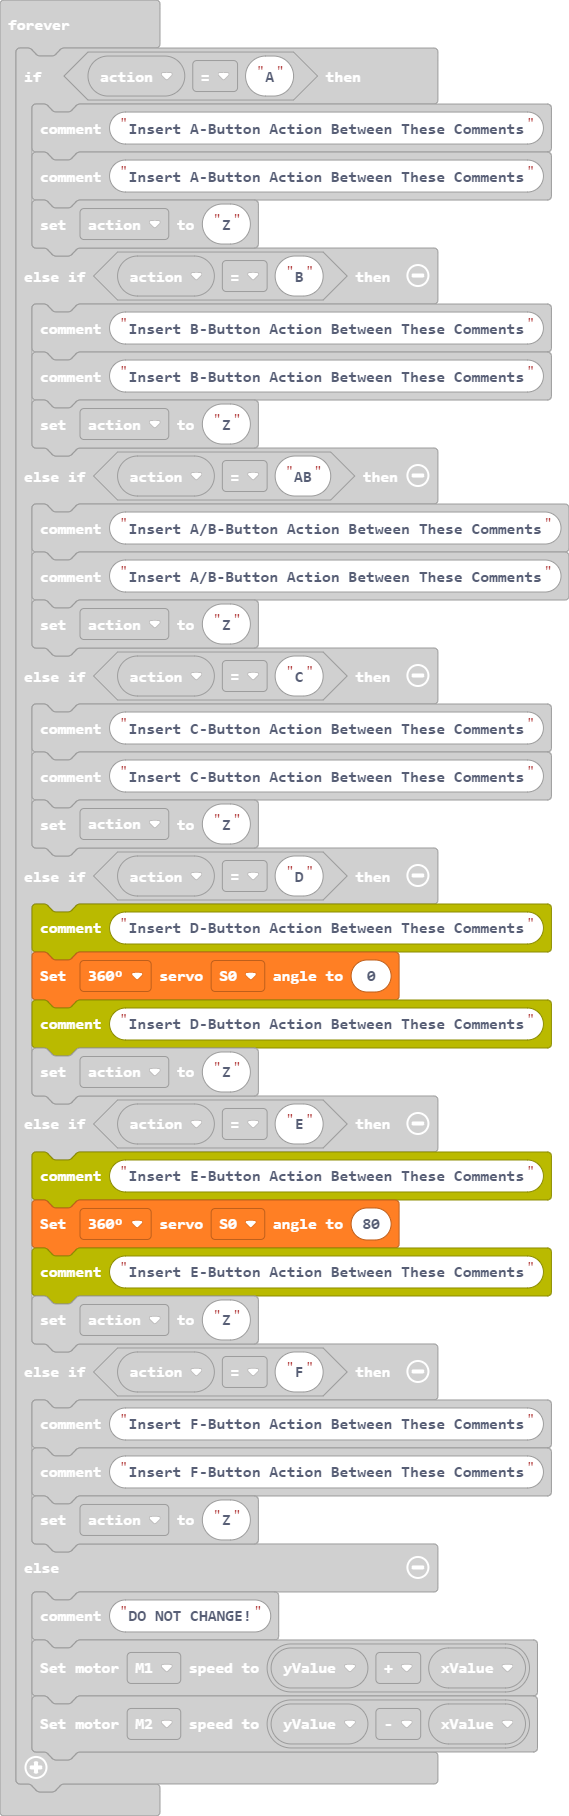 forever
if action = "A" then
comment "Insert A-Button Action Between These Comments"
comment "Insert A-Button Action Between These Comments"
set action to "Z"
else if action = "B" then
comment "Insert B-Button Action Between These Comments"
comment "Insert B-Button Action Between These Comments"
set action to "Z"
else if action = "AB" then
comment "Insert A/B-Button Action Between These Comments"
comment "Insert A/B-Button Action Between These Comments"
set action to "Z"
else if action = "C" then
comment "Insert C-Button Action Between These Comments"
comment "Insert C-Button Action Between These Comments"
set action to "Z"
else if action = "D" then
comment "Insert D-Button Action Between These Comments"
Set 360º servo S0 angle to 0
comment "Insert D-Button Action Between These Comments"
set action to "Z"
else if action = "E" then
comment "Insert E-Button Action Between These Comments"
Set 360º servo S0 angle to 80
comment "Insert E-Button Action Between These Comments"
set action to "Z"
else if action = "F" then
comment "Insert F-Button Action Between These Comments"
comment "Insert F-Button Action Between These Comments"
set action to "Z"
else
comment "DO NOT CHANGE!"
Set motor M1 speed to yValue + xValue
Set motor M2 speed to yValue - xValue